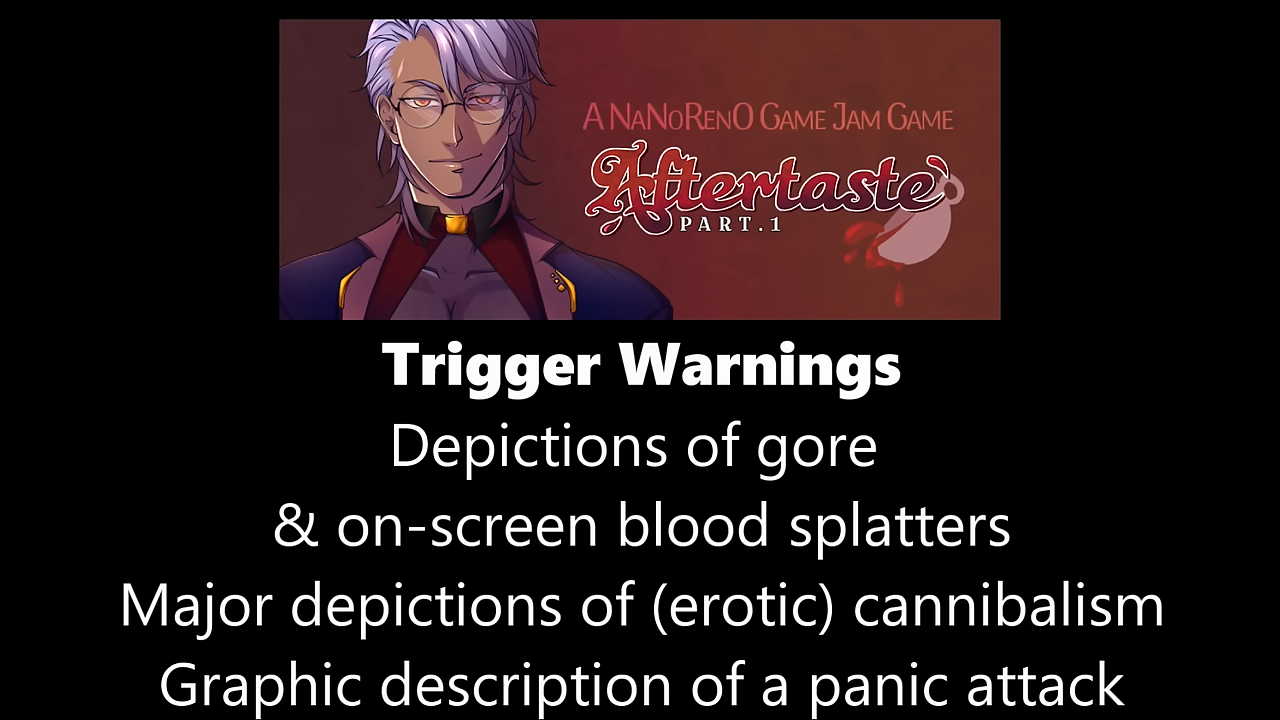 A NaNoRenO Game Jam Game
Aftertaste
PART.1
Trigger Warnings
Depictions of gore
& on-screen blood splatters
Major depictions of (erotic) cannibalism
Graphic description of a panic attack